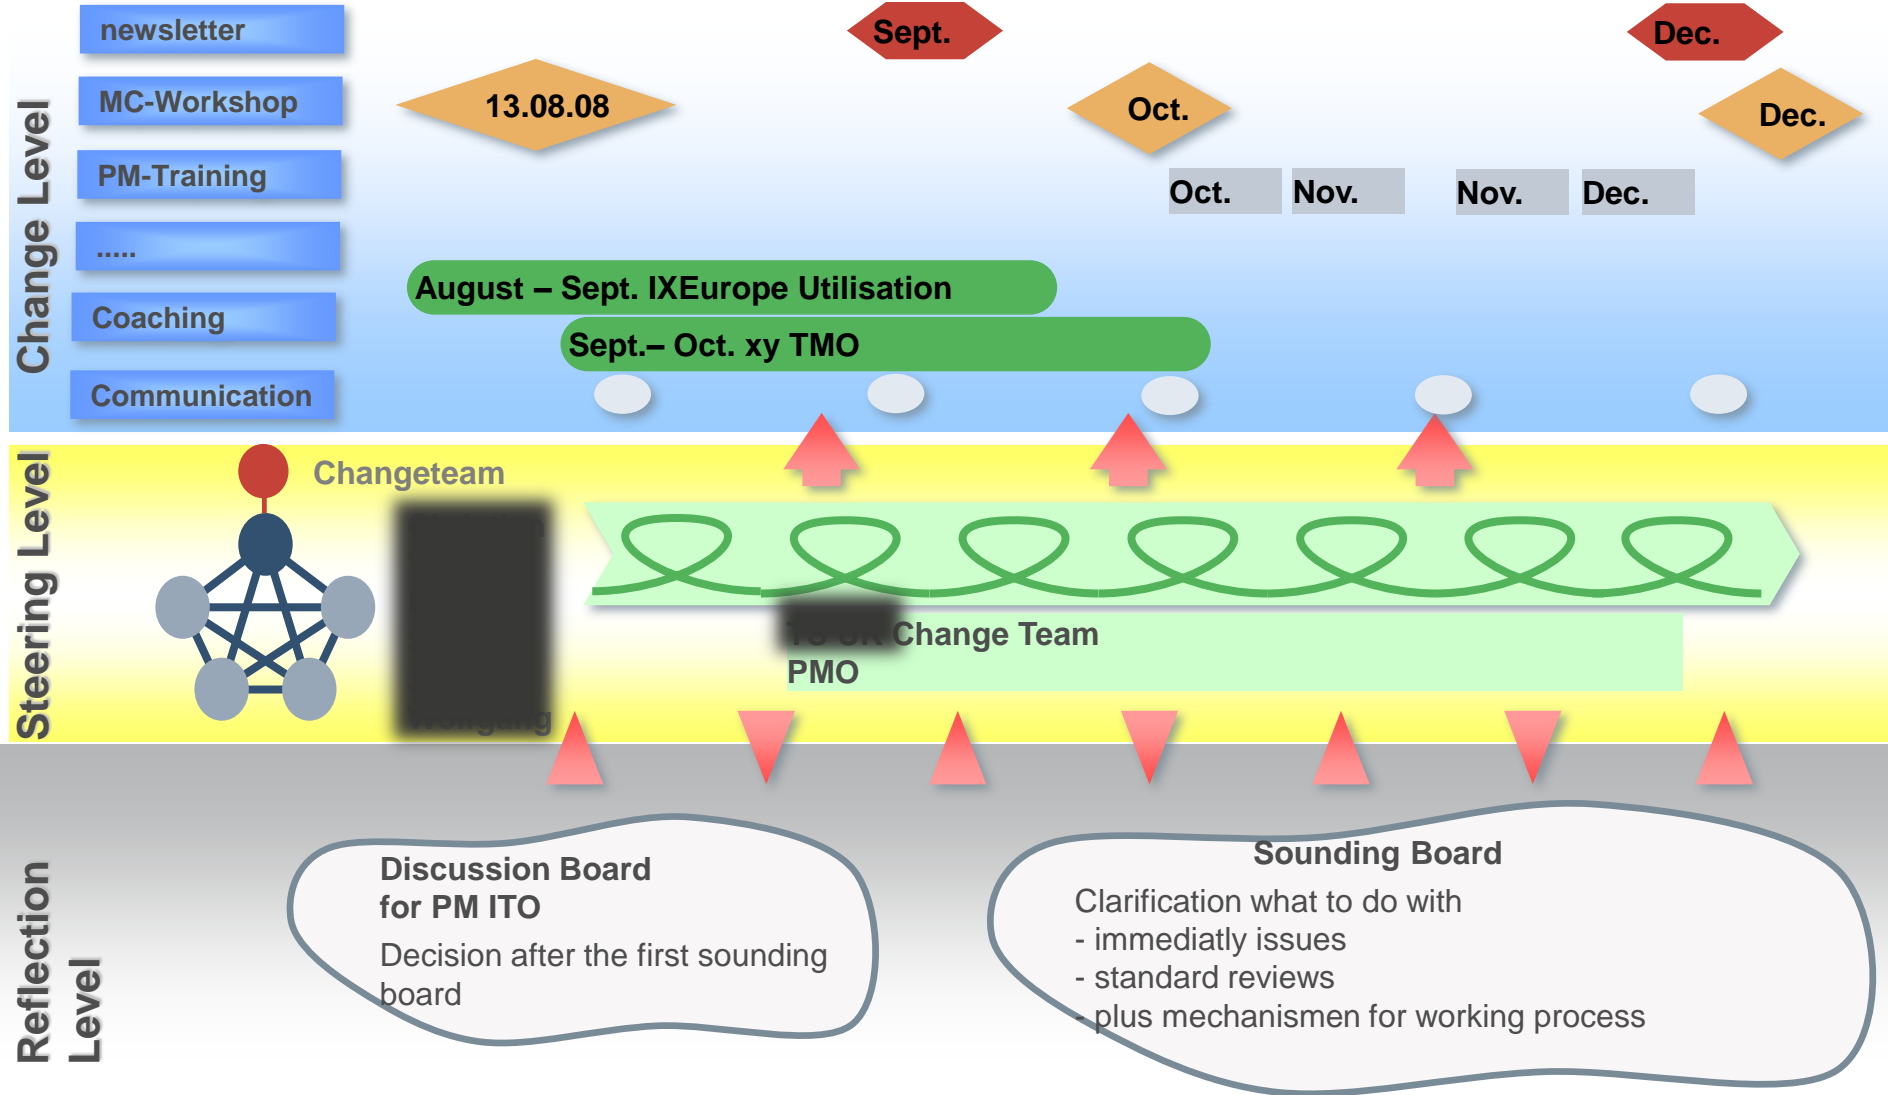 Change Level
newsletter
Sept.
Dec.
MC-Workshop
13.08.08
Oct.
Dec.
PM-Training
Oct.
Nov.
Nov.
Dec.
.....
August – Sept. IXEurope Utilisation
Coaching
Sept.– Oct. xy TMO
Communication
Steering Level
Changeteam
Change Team
PMO
Reflection
Level
Discussion Board
for PM ITO
Decision after the first sounding
board
Sounding Board
Clarification what to do with
- immediatly issues
- standard reviews
- plus mechanismen for working process